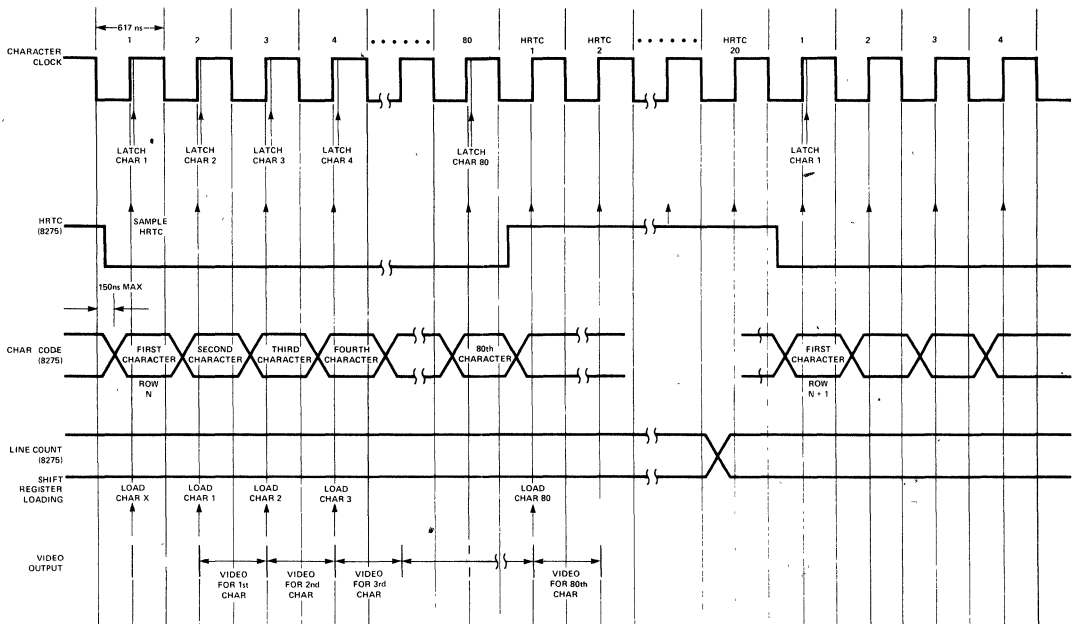 617 ns
1 2 3 4 80 HRTC 1 HRTC 2 HRTC 20 1 2 3 4
CHARACTER
CLOCK
LATCH CHAR 1
LATCH CHAR 2
LATCH CHAR 3
LATCH CHAR 4
LATCH CHAR 80
LATCH CHAR 1
HRTC
(8275)
SAMPLE
HRTC
150ns MAX
CHAR CODE
(8275)
FIRST CHARACTER
SECOND CHARACTER
THIRD CHARACTER
FOURTH CHARACTER
80th CHARACTER
FIRST CHARACTER
ROW
N
ROW
N + 1
LINE COUNT
(8275)
SHIFT
REGISTER
LOADING
LOAD CHAR X
LOAD CHAR 1
LOAD CHAR 2
LOAD CHAR 3
LOAD CHAR 80
VIDEO
OUTPUT
VIDEO FOR 1st CHAR
VIDEO FOR 2nd CHAR
VIDEO FOR 3rd CHAR
VIDEO FOR 80th CHAR